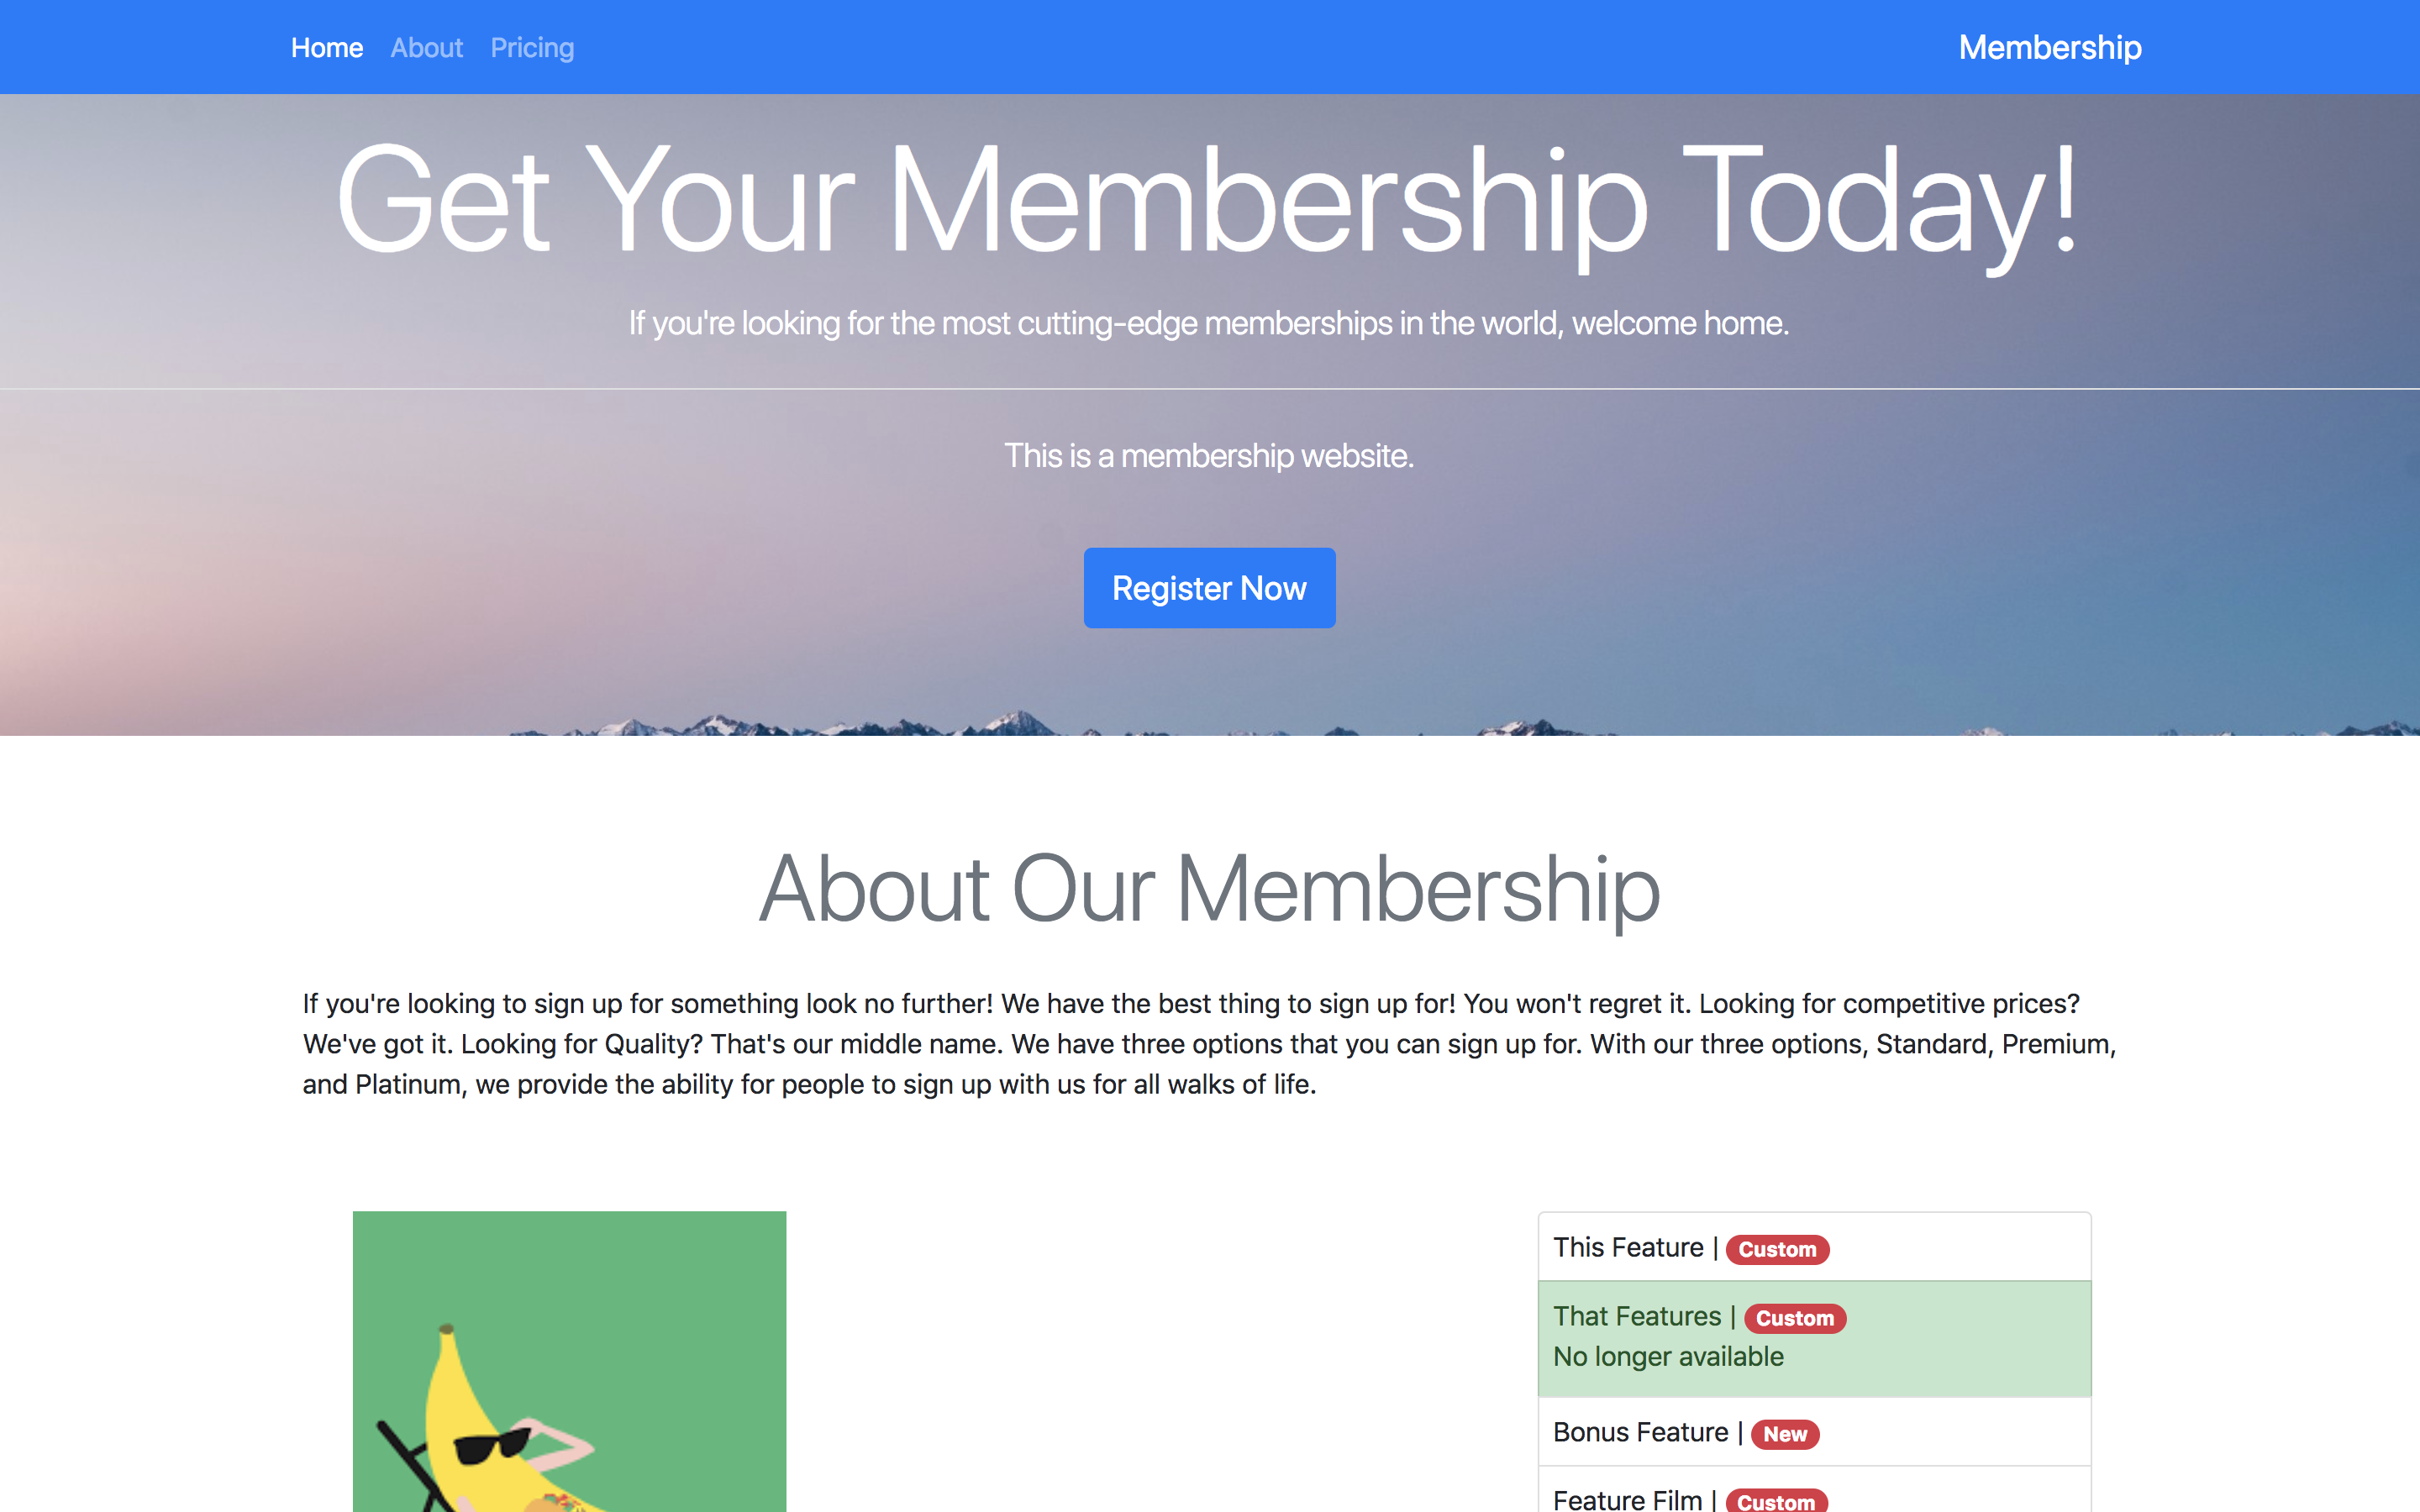 Home About Pricing Membership
Get Your Membership Today!
If you're looking for the most cutting-edge memberships in the world, welcome home.
This is a membership website.
Register Now
About Our Membership
If you're looking to sign up for something look no further! We have the best thing to sign up for! You won't regret it. Looking for competitive prices?
We've got it. Looking for Quality? That's our middle name. We have three options that you can sign up for. With our three options, Standard, Premium,
and Platinum, we provide the ability for people to sign up with us for all walks of life.
This Feature | Custom
That Features | Custom
No longer available
Bonus Feature | New
Feature Film | Custom